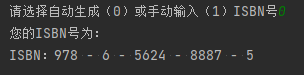 请选择自动生成（0）或手动输入（1）ISBN号0
您的ISBN号为：
ISBN：978 - 6 - 5624 - 8887 - 5